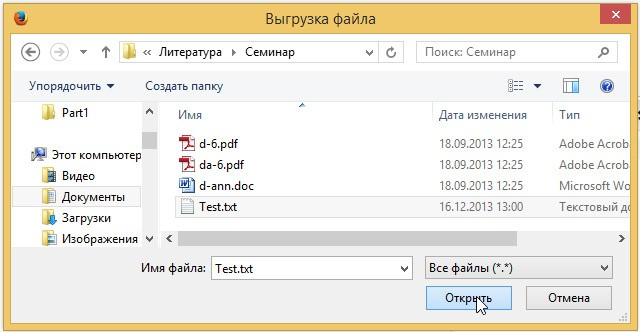 Выгрузка файла
« Литература ▸ Семинар
Поиск: Семинар
Упорядочить
Создать папку
Part1
Этот компьютер
Видео
Документы
Загрузки
Изображения
Имя Дата изменения Тип
d-6.pdf 18.09.2013 12:25 Adobe Acroba
da-6.pdf 18.09.2013 12:25 Adobe Acroba
d-ann.doc 18.09.2013 12:25 Microsoft Wo
Test.txt 16.12.2013 13:00 Текстовый до
Имя файла: Test.txt Все файлы (*.*)
Открыть Отмена